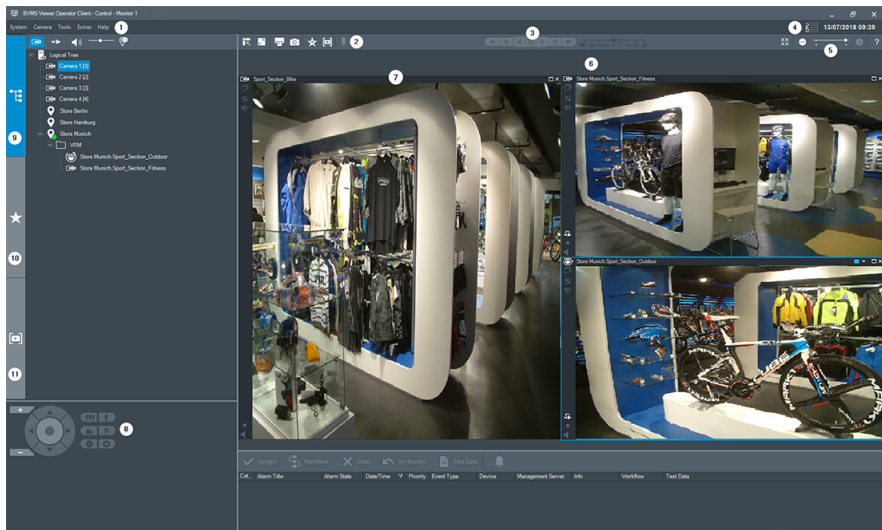 BVMS Viewer Operator Client - Control - Monitor 1
System Camera Tools Extras Help 1
4 13/07/2018 09:39
2
3
5
?
Logical Tree
Camera 1 [1]
Camera 2 [2]
Camera 3 [3]
Camera 4 [4]
Store Berlin
Store Hamburg
Store Munich
VRM
Store Munich.Sport_Section_Outdoor
Store Munich.Sport_Section_Fitness
9
10
11
8
6
Sport_Section_Bike 7
Store Munich.Sport_Section_Fitness
Store Munich.Sport_Section_Outdoor
CUBE
Accept Workflow Clear Un-Accept Text Data
Cat... Alarm Title Alarm State Date/Time Priority Event Type Device Management Server Info Workflow Text Data